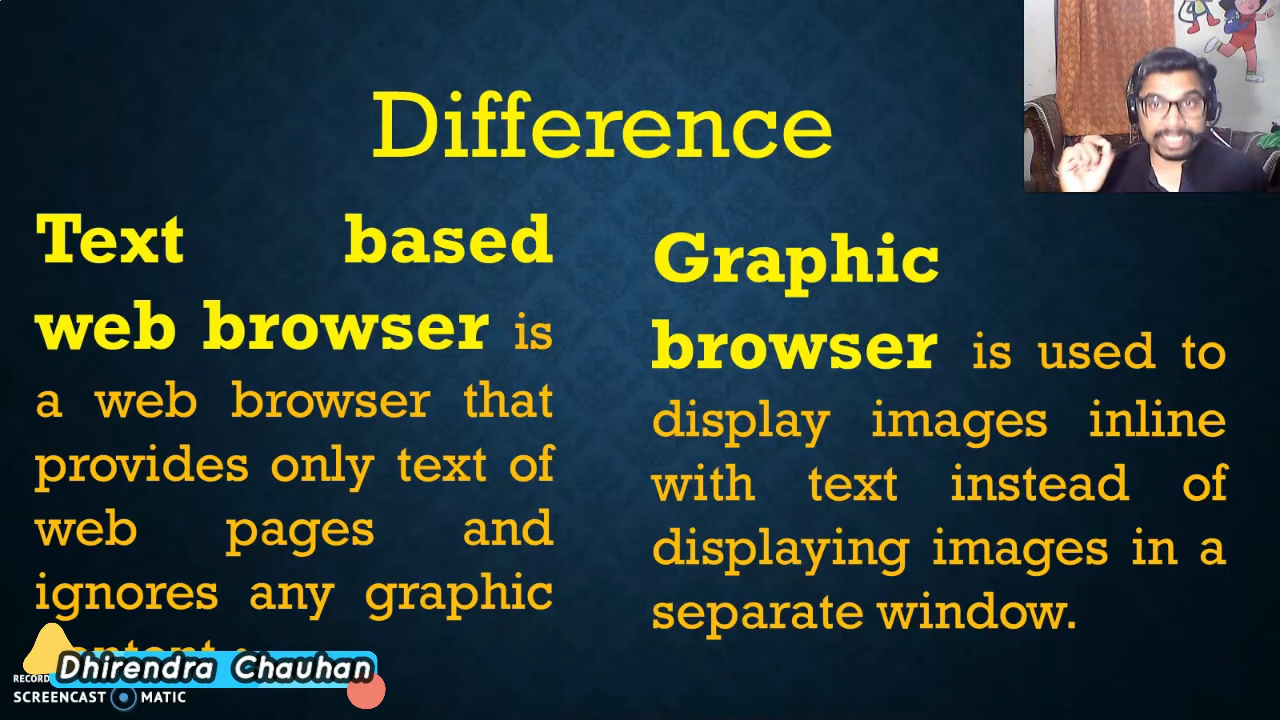 Difference
Text based
web browser is
a web browser that
provides only text of
web pages and
ignores any graphic
content.
Graphic
browser is used to
display images inline
with text instead of
displaying images in a
separate window.
Dhirendra Chauhan
RECORD
SCREENCAST MATIC